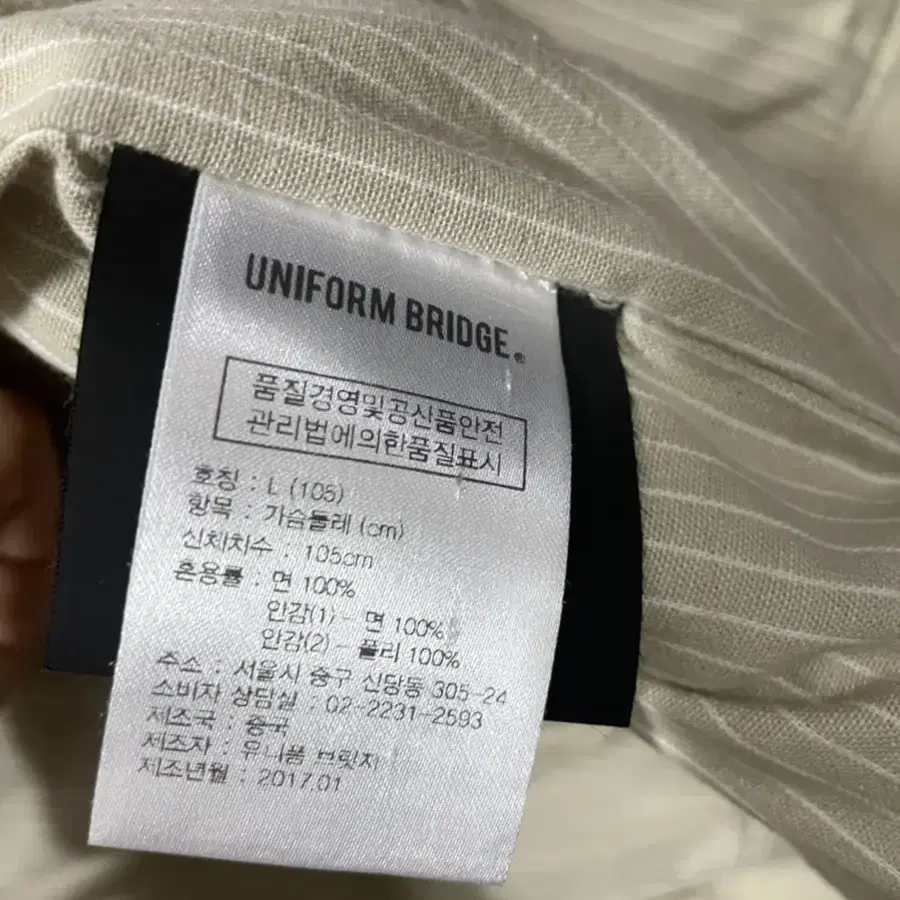 UNIFORM BRIDGE®
품질경영및공산품안전
관리법에의한품질표시
호칭 : L (105)
항목 : 가슴둘레 (cm)
신체치수 : 105cm
혼용률 : 면 100%
안감(1) - 면 100%
안감(2) - 폴리 100%
주소 : 서울시 중구 신당동 305-24
소비자 상담실 : 02-2231-2593
제조국 : 중국
제조자 : 유니폼 브릿지
제조년월 : 2017.01